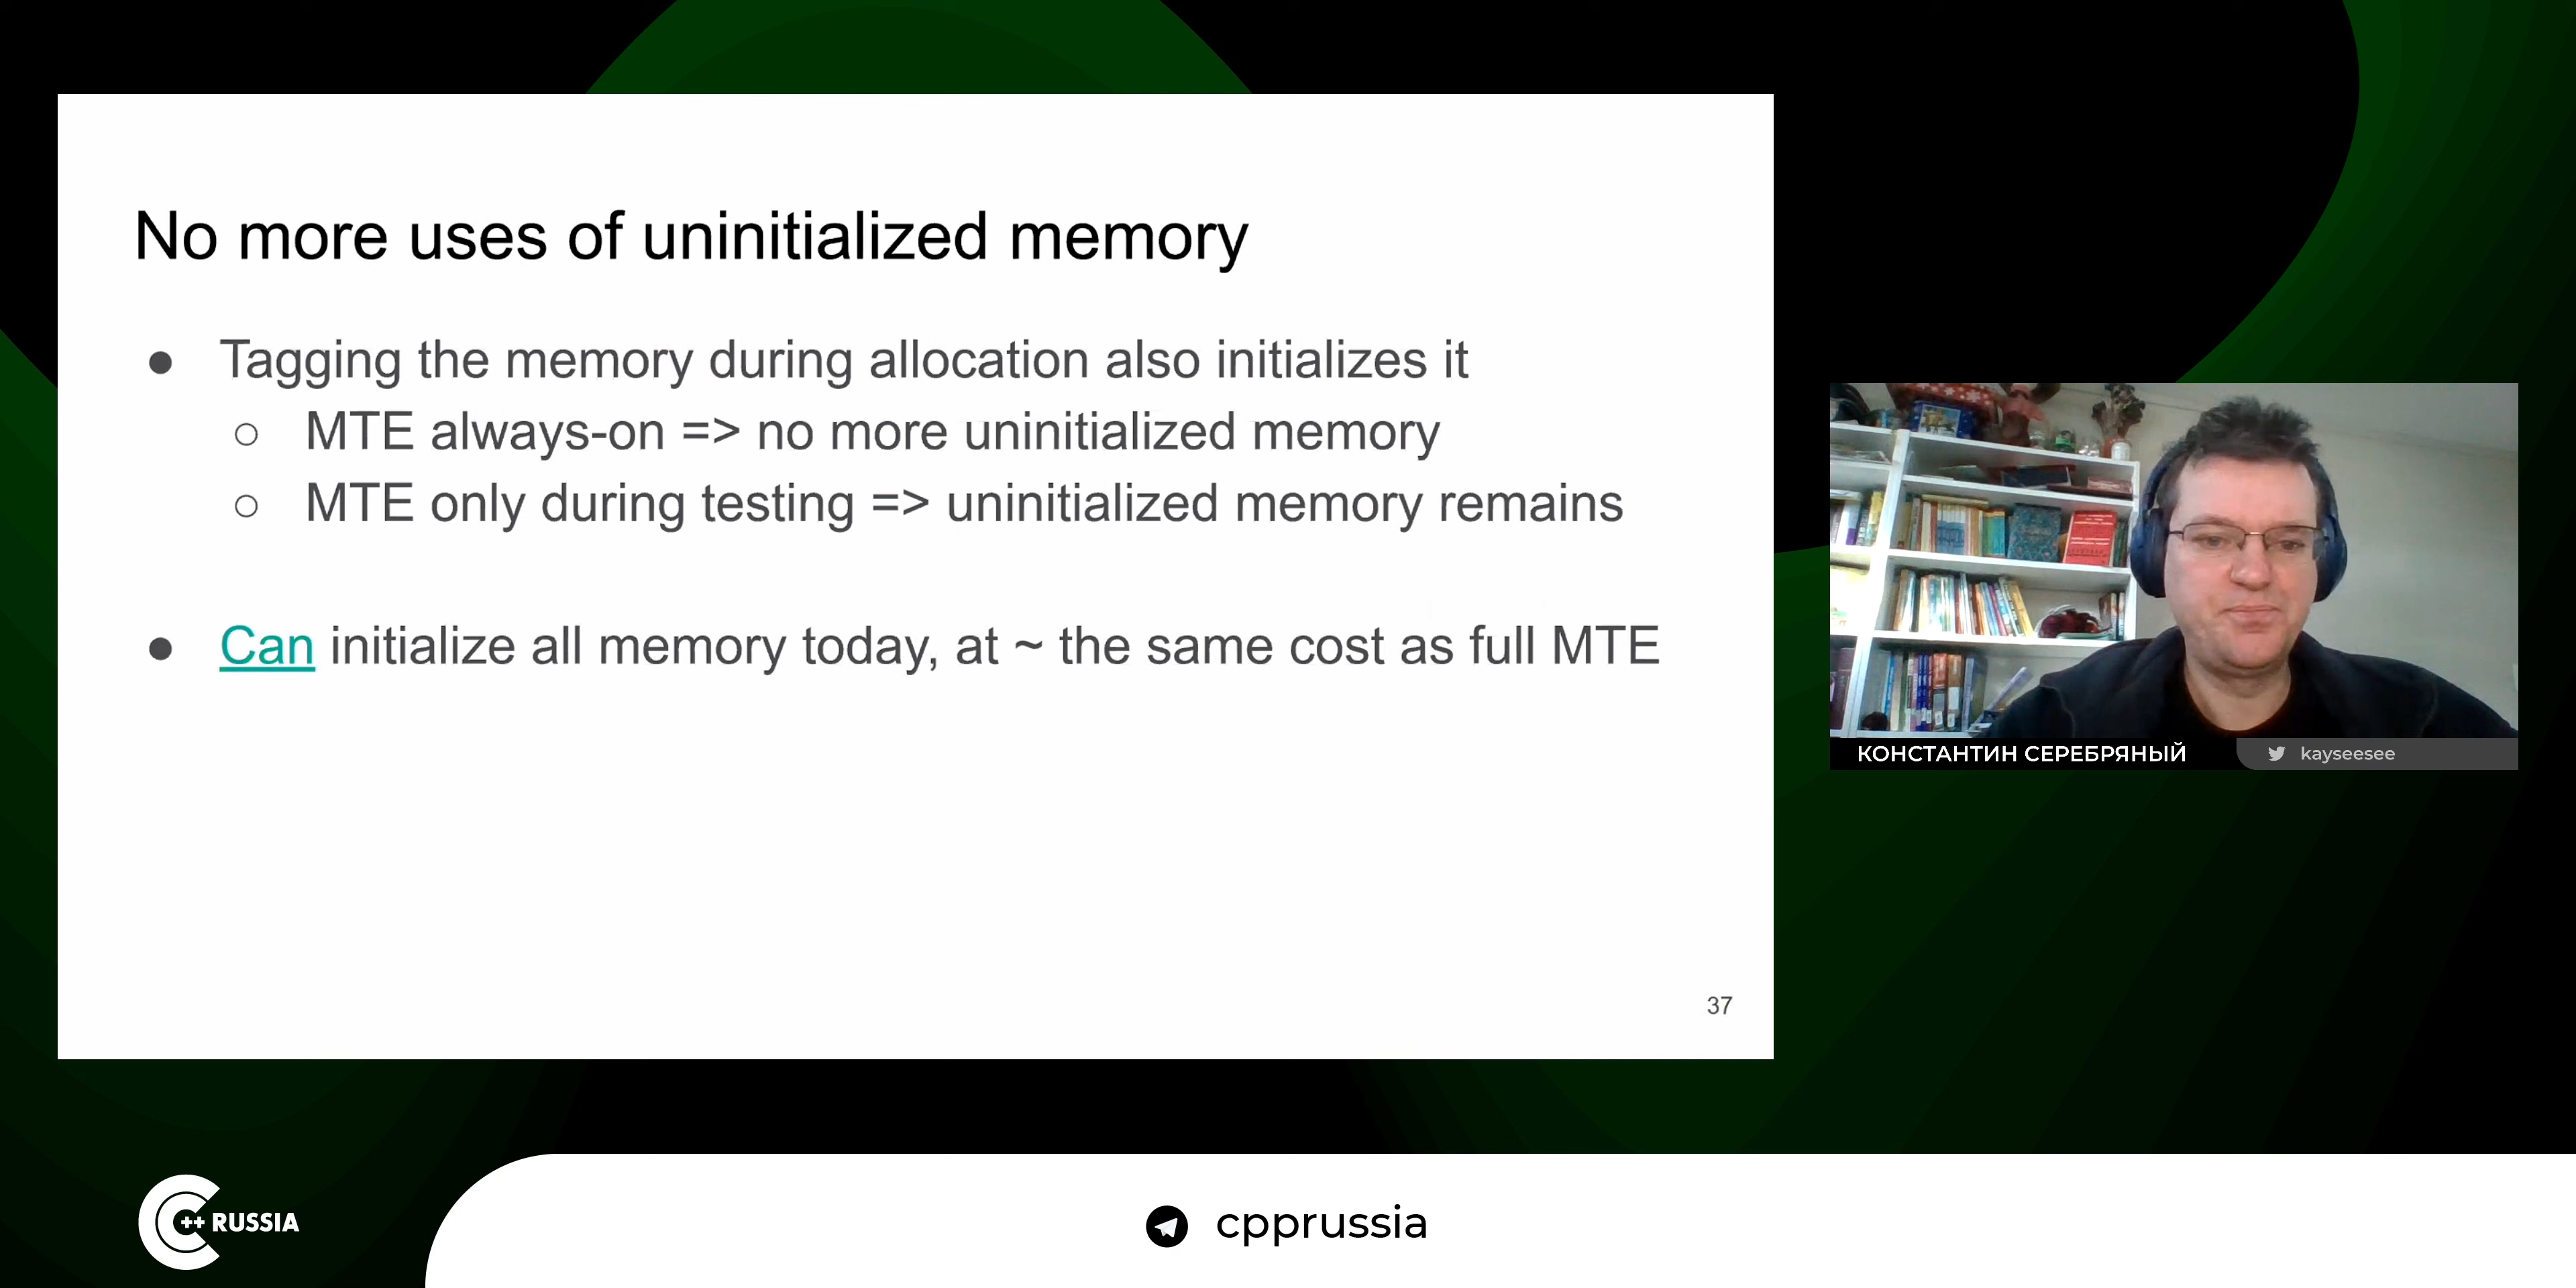 No more uses of uninitialized memory
● Tagging the memory during allocation also initializes it
○ MTE always-on => no more uninitialized memory
○ MTE only during testing => uninitialized memory remains
● Can initialize all memory today, at ~ the same cost as full MTE
37
КОНСТАНТИН СЕРЕБРЯНЫЙ
kayseesee
C++ RUSSIA
cpprussia